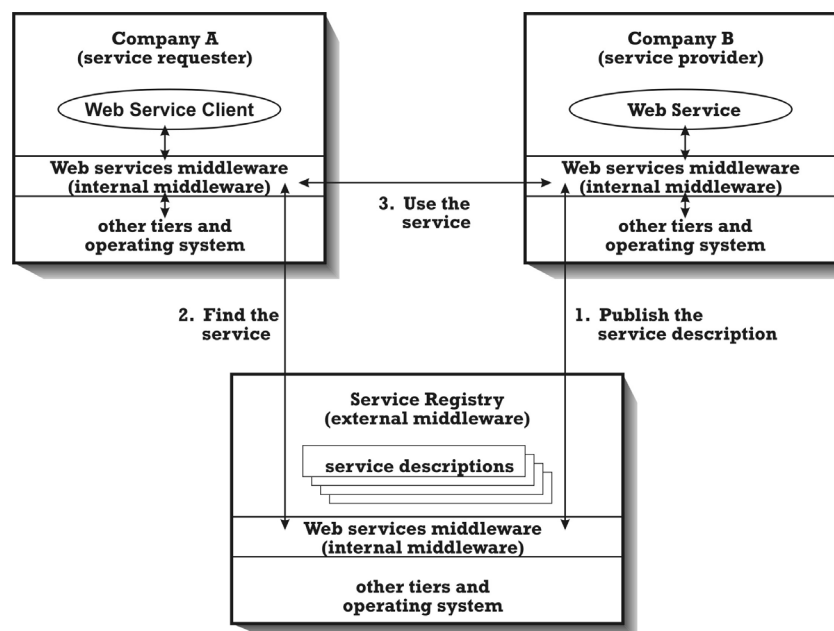 Company A
(service requester)
Web Service Client
Web services middleware
(internal middleware)
other tiers and
operating system
Company B
(service provider)
Web Service
Web services middleware
(internal middleware)
other tiers and
operating system
3. Use the
service
2. Find the
service
1. Publish the
service description
Service Registry
(external middleware)
service descriptions
Web services middleware
(internal middleware)
other tiers and
operating system